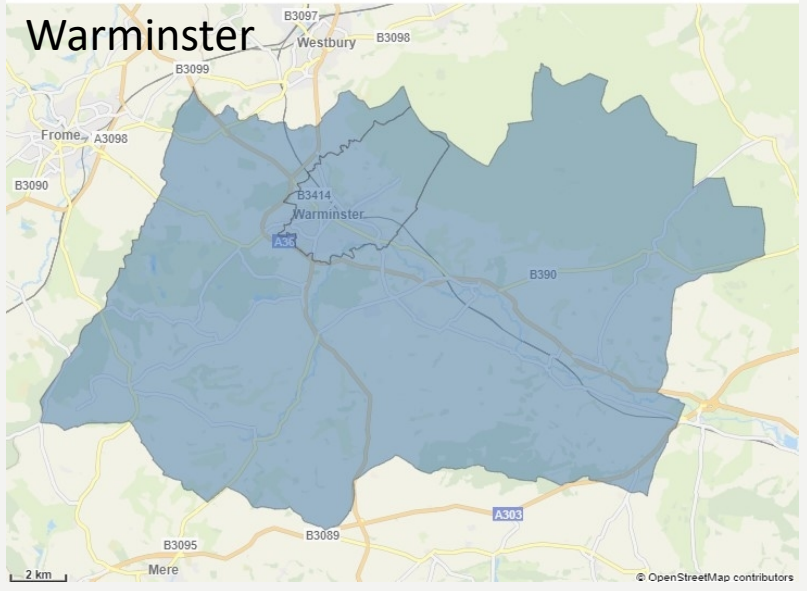 Warminster
B3097
Westbury
B3098
B3099
Frome
A3098
B3090
B3414
Warminster
A36
B390
A303
B3089
B3095
Mere
2 km
© OpenStreetMap contributors